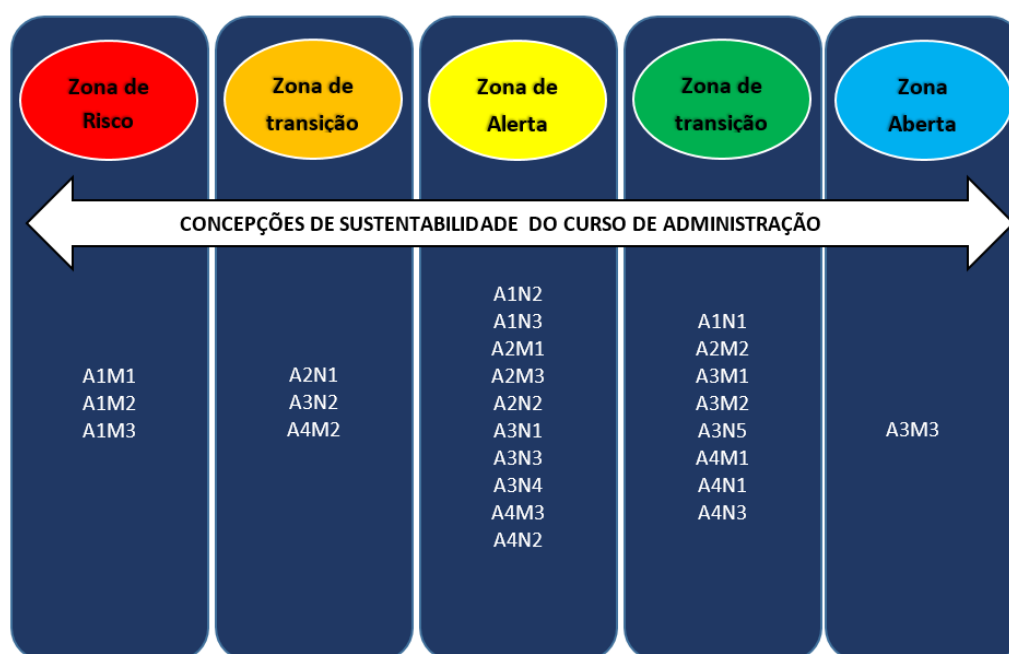 Zona de
Risco
Zona de
transição
Zona de
Alerta
Zona de
transição
Zona
Aberta
CONCEPÇÕES DE SUSTENTABILIDADE DO CURSO DE ADMINISTRAÇÃO
A1M1
A1M2
A1M3
A2N1
A3N2
A4M2
A1N2
A1N3
A2M1
A2M3
A2N2
A3N1
A3N3
A3N4
A4M3
A4N2
A1N1
A2M2
A3M1
A3M2
A3N5
A4M1
A4N1
A4N3
A3M3